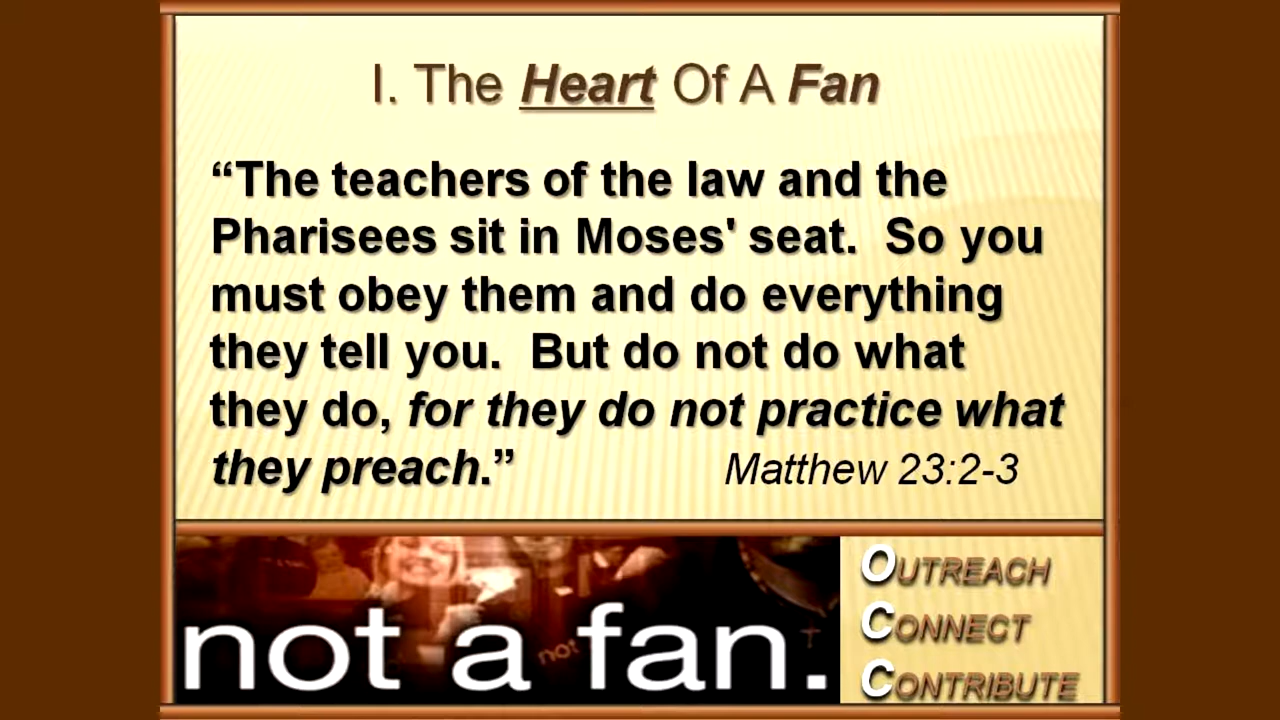 I. The Heart Of A Fan
“The teachers of the law and the
Pharisees sit in Moses' seat.  So you
must obey them and do everything
they tell you.  But do not do what
they do, for they do not practice what
they preach.” Matthew 23:2-3
not a fan.
not
OUTREACH
CONNECT
CONTRIBUTE